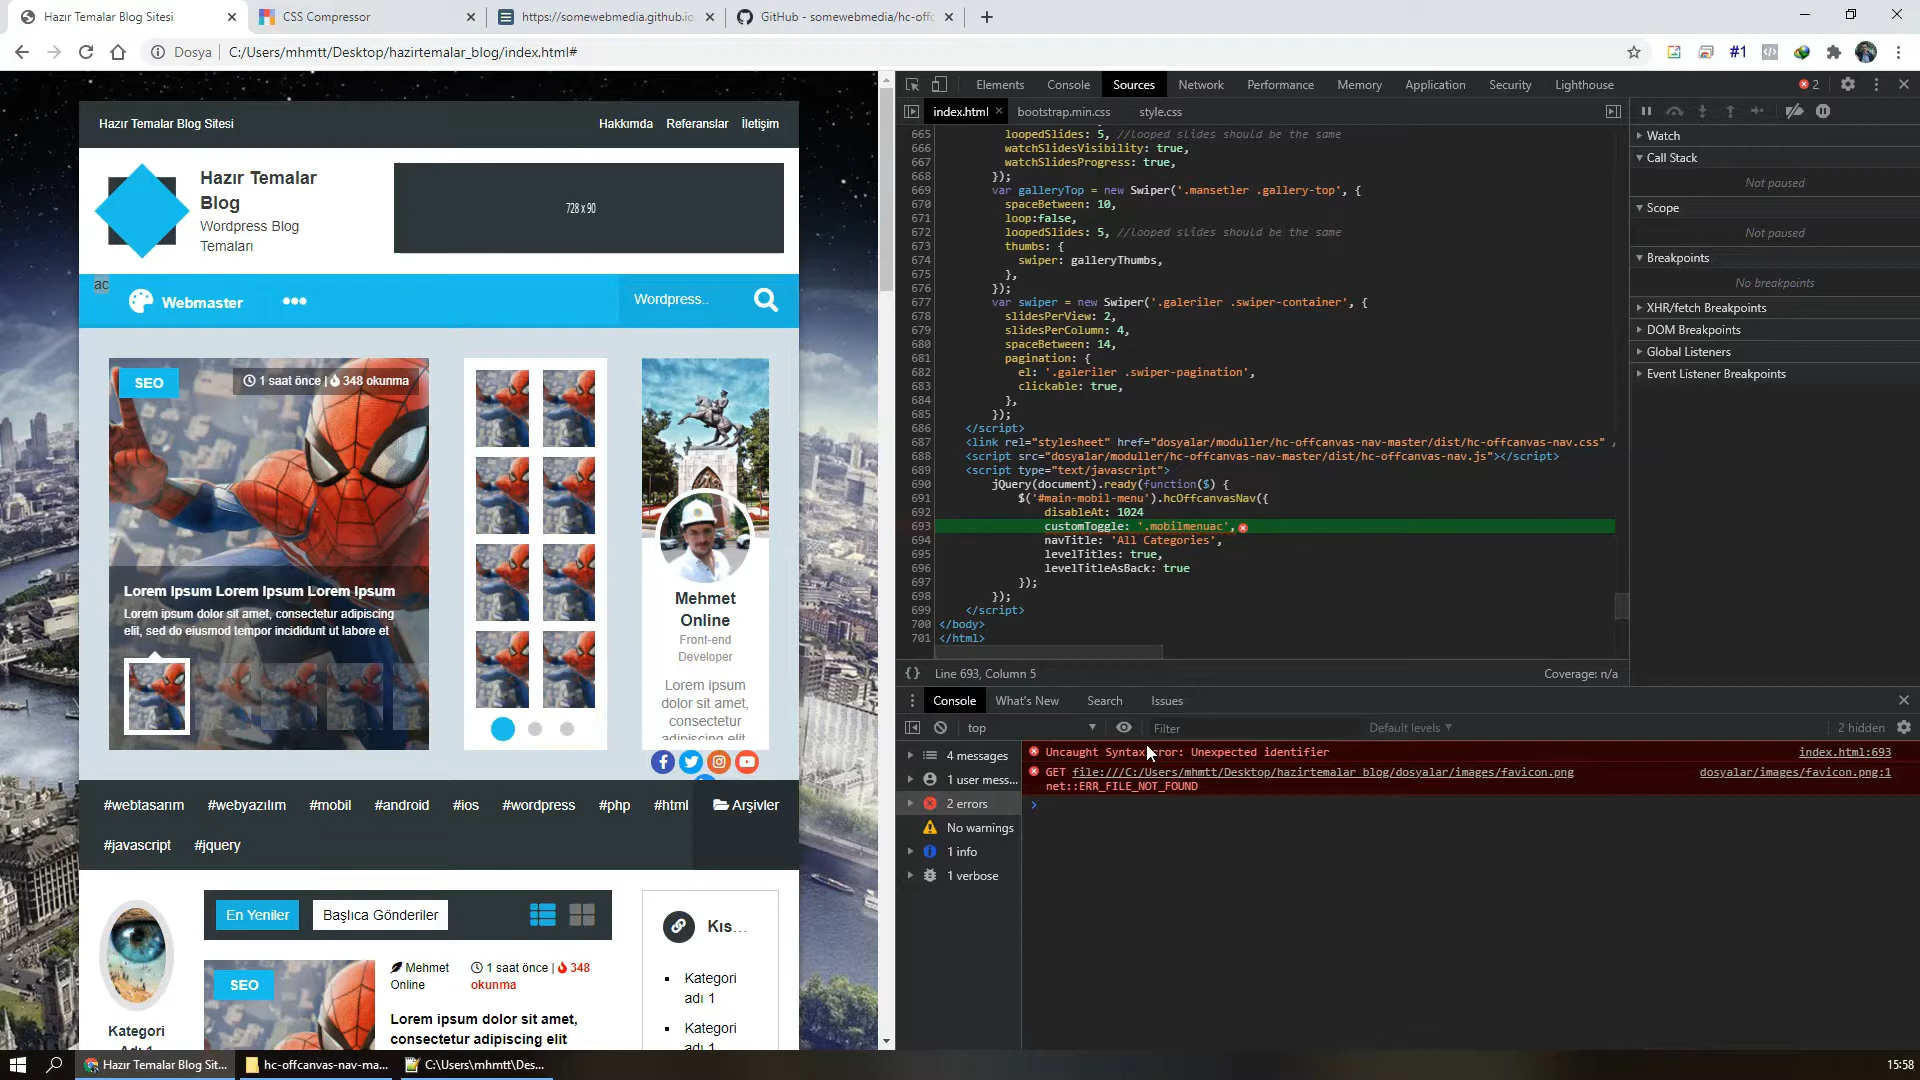 Hazır Temalar Blog Sitesi
CSS Compressor
https://somewebmedia.github.io
GitHub - somewebmedia/hc-offc
Dosya
C:/Users/mhmtt/Desktop/hazirtemalar_blog/index.html#
#1
Hazır Temalar Blog Sitesi
Hakkımda
Referanslar
İletişim
Hazır Temalar
Blog
Wordpress Blog
Temaları
728 x 90
ac
Webmaster
Wordpress..
SEO
1 saat önce | 348 okunma
Lorem Ipsum Lorem Ipsum Lorem Ipsum
Lorem ipsum dolor sit amet, consectetur adipiscing
elit, sed do eiusmod tempor incididunt ut labore et
Mehmet
Online
Front-end
Developer
Lorem ipsum
dolor sit amet,
consectetur
adipiscing elit
#webtasarım
#webyazılım
#mobil
#android
#ios
#wordpress
#php
#html
Arşivler
#javascript
#jquery
Kategori
Adı 1
En Yeniler
Başlıca Gönderiler
SEO
Mehmet
Online
1 saat önce | 348
okunma
Lorem ipsum dolor sit amet,
consectetur adipiscing elit
Kıs...
Kategori
adı 1
Kategori
adı 1
Elements
Console
Sources
Network
Performance
Memory
Application
Security
Lighthouse
2
index.html
bootstrap.min.css
style.css
665 loopedSlides: 5, //looped slides should be the same
666 watchSlidesVisibility: true,
667 watchSlidesProgress: true,
668 });
669 var galleryTop = new Swiper('.mansetler .gallery-top', {
670 spaceBetween: 10,
671 loop:false,
672 loopedSlides: 5, //looped slides should be the same
673 thumbs: {
674 swiper: galleryThumbs,
675 },
676 });
677 var swiper = new Swiper('.galeriler .swiper-container', {
678 slidesPerView: 2,
679 slidesPerColumn: 4,
680 spaceBetween: 14,
681 pagination: {
682 el: '.galeriler .swiper-pagination',
683 clickable: true,
684 },
685 });
686 </script>
687 <link rel="stylesheet" href="dosyalar/moduller/hc-offcanvas-nav-master/dist/hc-offcanvas-nav.css" /
688 <script src="dosyalar/moduller/hc-offcanvas-nav-master/dist/hc-offcanvas-nav.js"></script>
689 <script type="text/javascript">
690 jQuery(document).ready(function($) {
691 $('#main-mobil-menu').hcOffcanvasNav({
692 disableAt: 1024
693 customToggle: '.mobilmenuac',
694 navTitle: 'All Categories',
695 levelTitles: true,
696 levelTitleAsBack: true
697 });
698 });
699 </script>
700 </body>
701 </html>
{ }
Line 693, Column 5
Coverage: n/a
Watch
Call Stack
Not paused
Scope
Not paused
Breakpoints
No breakpoints
XHR/fetch Breakpoints
DOM Breakpoints
Global Listeners
Event Listener Breakpoints
Console
What's New
Search
Issues
top
Filter
Default levels
2 hidden
4 messages
1 user mess...
2 errors
No warnings
1 info
1 verbose
Uncaught SyntaxError: Unexpected identifier
index.html:693
GET file:///C:/Users/mhmtt/Desktop/hazirtemalar_blog/dosyalar/images/favicon.png
dosyalar/images/favicon.png:1
net::ERR_FILE_NOT_FOUND
Hazır Temalar Blog Sit...
hc-offcanvas-nav-ma...
C:\Users\mhmtt\Des...
15:58